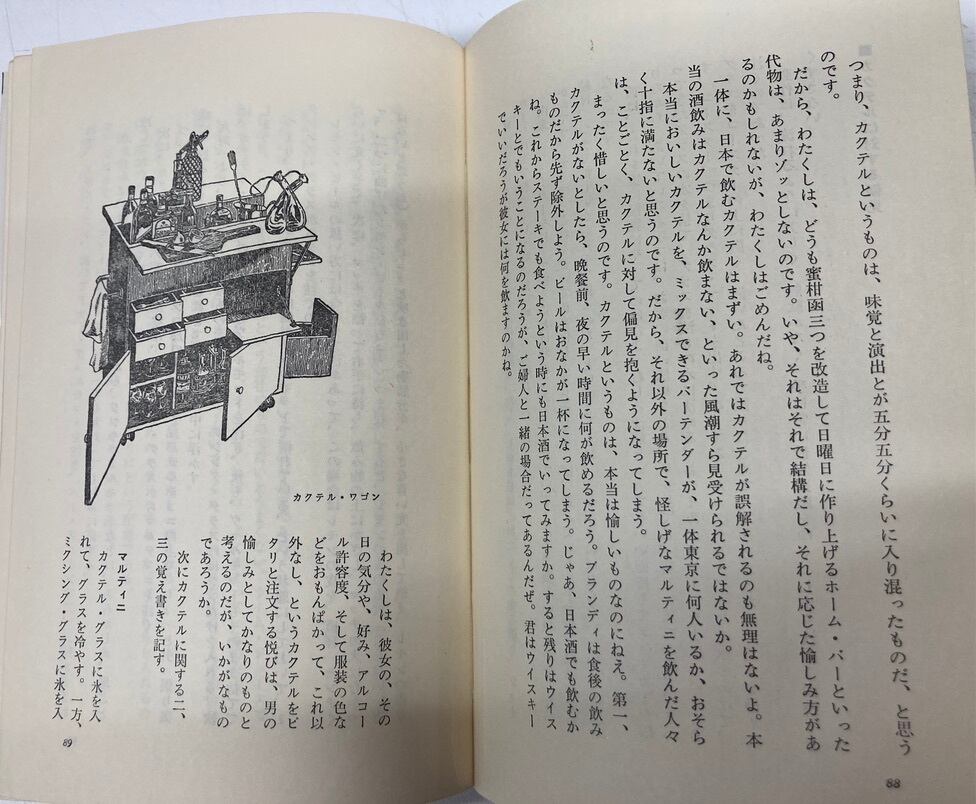 つまり、カクテルというものは、味覚と演出とが五分五分くらいに入り混ったものだ、と思う
のです。
だから、わたくしは、どうも蜜柑函三つを改造して日曜日に作り上げるホーム・バーといった
代物は、あまりゾッとしないのです。いや、それはそれで結構だし、それに応じた愉しみ方があ
るのかもしれないが、わたくしはごめんだね。
一体に、日本で飲むカクテルはまずい。あれではカクテルが誤解されるのも無理はないよ。本
当の酒飲みはカクテルなんか飲まない、といった風潮すら見受けられるではないか。
本当においしいカクテルを、ミックスできるバーテンダーが、一体東京に何人いるか、おそら
く十指に満たないと思うのです。だから、それ以外の場所で、怪しげなマルティニを飲んだ人々
は、ことごとく、カクテルに対して偏見を抱くようになってしまう。
まったく惜しいと思うのです。カクテルというものは、本当は愉しいものなのにねえ。第一、
カクテルがないとしたら、晩餐前、夜の早い時間に何が飲めるだろう。ブランディは食後の飲み
ものだから先ず除外しよう。ビールはおなかが一杯になってしまう。じゃあ、日本酒でも飲むか
ね。これからステーキでも食べようという時にも日本酒でいってみますか。すると残りはウイス
キーとでもいうことになるのだろうが、ご婦人と一緒の場合だってあるんだぜ。君はウイスキー
でいいだろうが彼女には何を飲ますのかね。
88
カクテル・ワゴン
わたくしは、彼女の、その
日の気分や、好み、アルコー
ル許容度、そして服装の色な
どをおもんぱかって、これ以
外なし、というカクテルをピ
タリと注文する悦びは、男の
愉しみとしてかなりのものと
考えるのだが、いかがなもの
であろうか。
次にカクテルに関する二、
三の覚え書きを記す。
マルティニ
カクテル・グラスに氷を入
れて、グラスを冷やす。一方、
ミクシング・グラスに氷を入
89